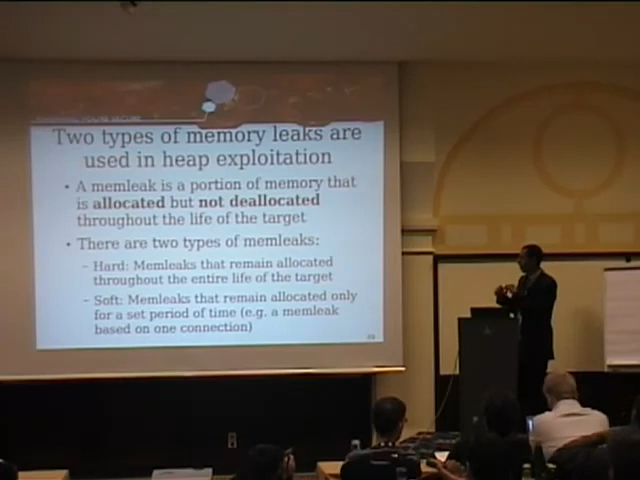 Two types of memory leaks are
used in heap exploitation
• A memleak is a portion of memory that
is allocated but not deallocated
throughout the life of the target
• There are two types of memleaks:
– Hard: Memleaks that remain allocated
throughout the entire life of the target
– Soft: Memleaks that remain allocated only
for a set period of time (e.g. a memleak
based on one connection)